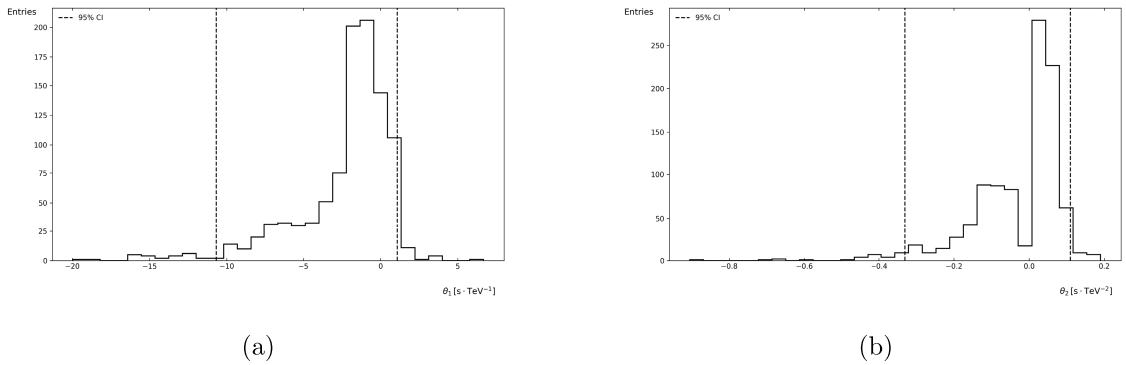 Entries
95% CI
200
175
150
125
100
75
50
25
0
−20 −15 −10 −5 0 5
θ₁ [s · TeV⁻¹]
(a)
Entries
95% CI
250
200
150
100
50
0
−0.8 −0.6 −0.4 −0.2 0.0 0.2
θ₂ [s · TeV⁻²]
(b)